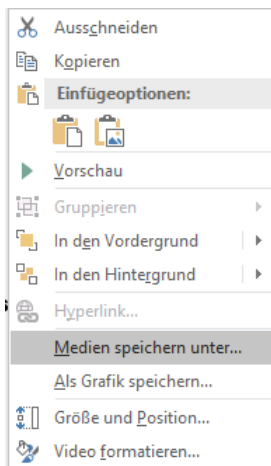 Ausschneiden
Kopieren
Einfügeoptionen:
Vorschau
Gruppieren
In den Vordergrund
In den Hintergrund
Hyperlink...
Medien speichern unter...
Als Grafik speichern...
Größe und Position...
Video formatieren...